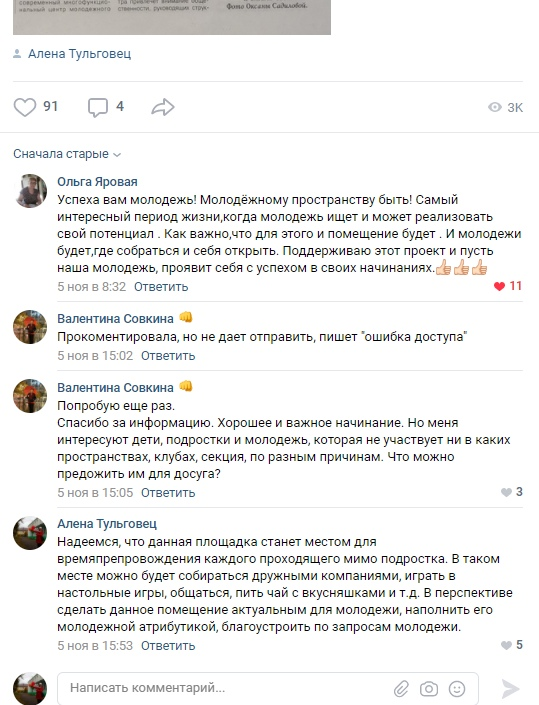 современный многофункцио-
нальный центр молодежного
тра привлечь внимание обще-
ственности, руководящих струк-
Фото Оксаны Садиловой.
Алена Тульговец
91
4
3K
Сначала старые
Ольга Яровая
Успеха вам молодежь! Молодёжному пространству быть! Самый
интересный период жизни,когда молодежь ищет и может реализовать
свой потенциал . Как важно,что для этого и помещение будет . И молодежи
будет,где собраться и себя открыть. Поддерживаю этот проект и пусть
наша молодежь, проявит себя с успехом в своих начинаниях.👍🏻👍🏻👍🏻
5 ноя в 8:32 Ответить
11
Валентина Совкина 👊
Прокоментировала, но не дает отправить, пишет "ошибка доступа"
5 ноя в 15:02 Ответить
Валентина Совкина 👊
Попробую еще раз.
Спасибо за информацию. Хорошее и важное начинание. Но меня
интересуют дети, подростки и молодежь, которая не участвует ни в каких
пространствах, клубах, секция, по разным причинам. Что можно
предожить им для досуга?
5 ноя в 15:05 Ответить
3
Алена Тульговец
Надеемся, что данная площадка станет местом для
времяпрепровождения каждого проходящего мимо подростка. В таком
месте можно будет собираться дружными компаниями, играть в
настольные игры, общаться, пить чай с вкусняшками и т.д. В перспективе
сделать данное помещение актуальным для молодежи, наполнить его
молодежной атрибутикой, благоустроить по запросам молодежи.
5 ноя в 15:53 Ответить
5
Написать комментарий...